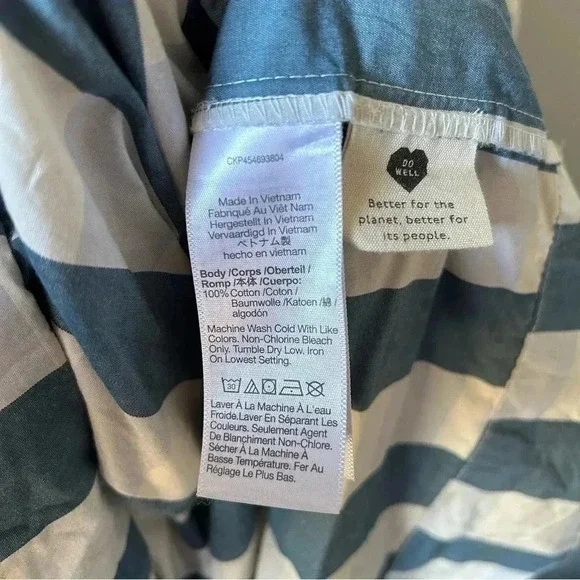 CKP454693804
Made In Vietnam
Fabriqué Au Việt Nam
Hergestellt In Vietnam
Vervaardigd In Vietnam
ベトナム製
hecho en vietnam
Body /Corps /Oberteil /
Romp /本体 /Cuerpo:
100% Cotton /Coton /
Baumwolle /Katoen /綿 /
algodón
Machine Wash Cold With Like
Colors. Non-Chlorine Bleach
Only. Tumble Dry Low. Iron
On Lowest Setting.
30
Laver À La Machine À L'eau
Froide.Laver En Séparant Les
Couleurs. Seulement Agent
De Blanchiment Non-Chlore.
Sécher À La Machine À
Basse Température. Fer Au
Réglage Le Plus Bas.
DO
WELL
Better for the
planet, better for
its people.